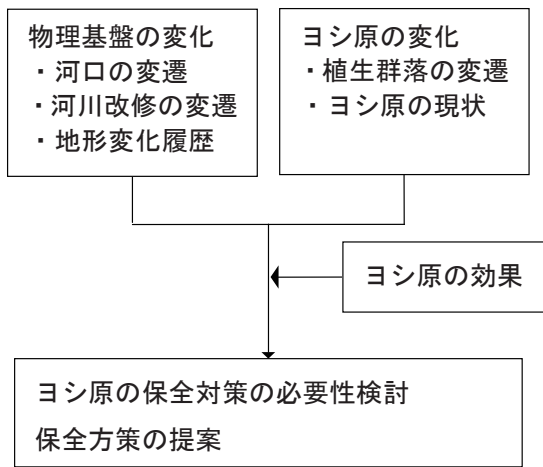 物理基盤の変化
・河口の変遷
・河川改修の変遷
・地形変化履歴
ヨシ原の変化
・植生群落の変遷
・ヨシ原の現状
ヨシ原の効果
ヨシ原の保全対策の必要性検討
保全方策の提案